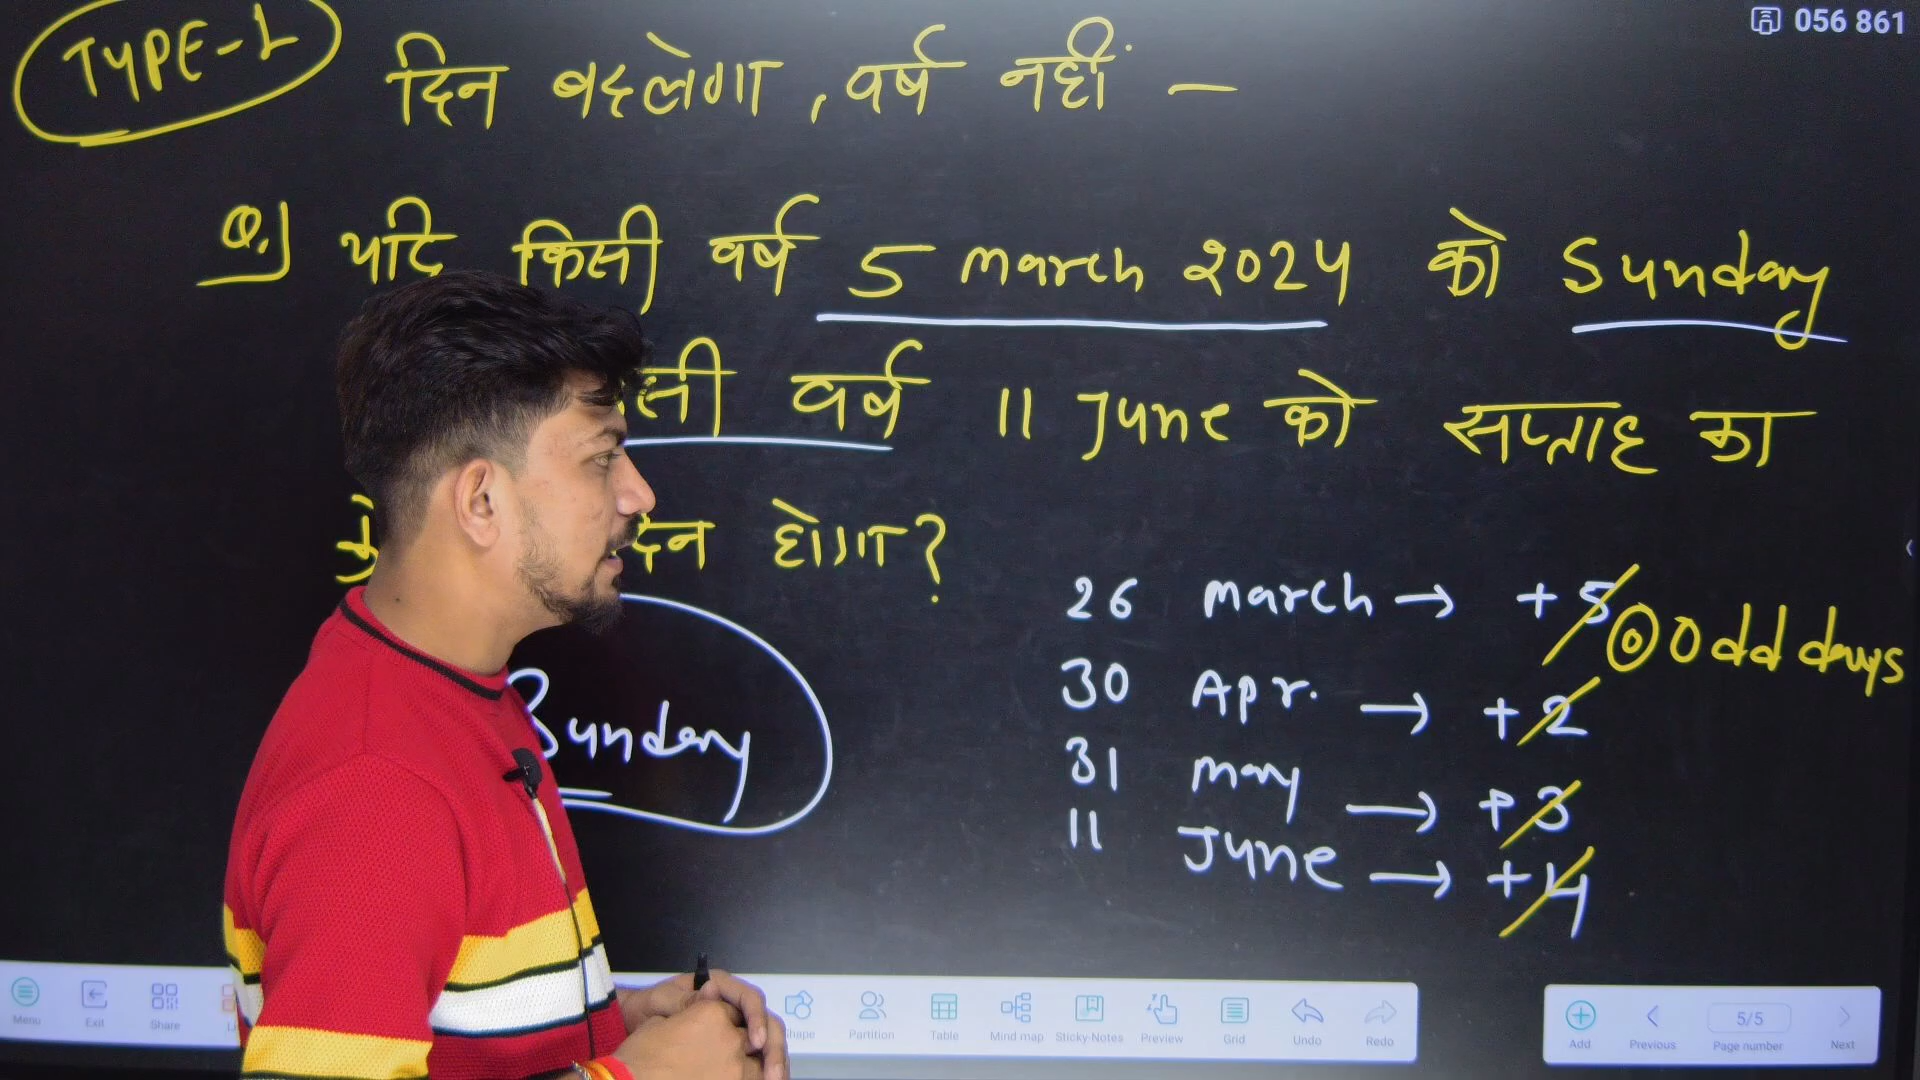 056 861
TYPE-1 दिन बदलेगा, वर्ष नहीं —
Q.) यदि किसी वर्ष 5 march 2024 को Sunday
वर्ष 11 June को सप्ताह का
होगा?
26 march → + 5 0 Odd days
30 Apr. → + 2
31 may → + 3
11 June → + 4
Sunday
Menu Exit Share
Shape Partition Table Mind map Sticky-Notes Preview Grid Undo Redo
Add Previous 5/5 Page number Next